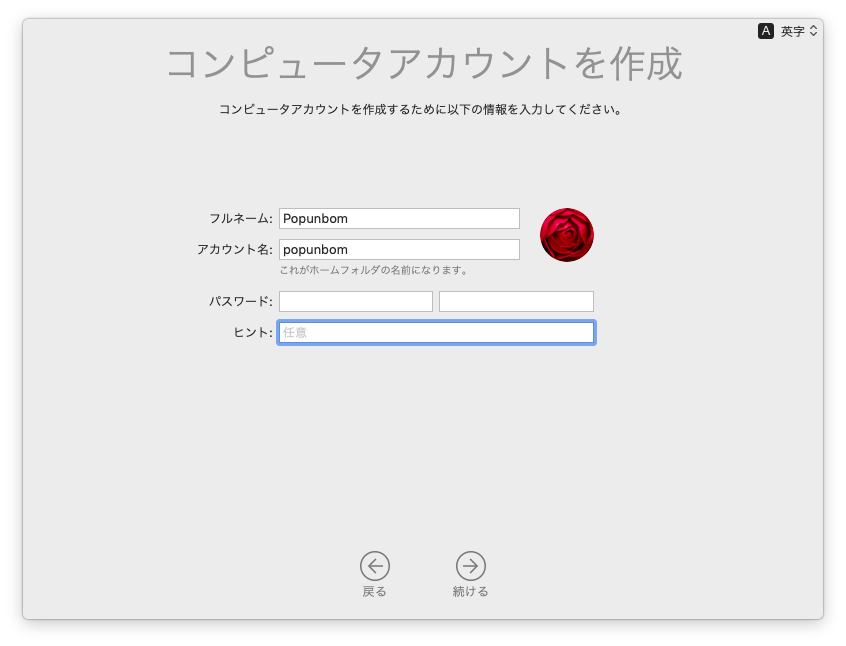 A 英字
コンピュータアカウントを作成
コンピュータアカウントを作成するために以下の情報を入力してください。
フルネーム: Popunbom
アカウント名: popunbom
これがホームフォルダの名前になります。
パスワード:
ヒント: 任意
戻る 続ける